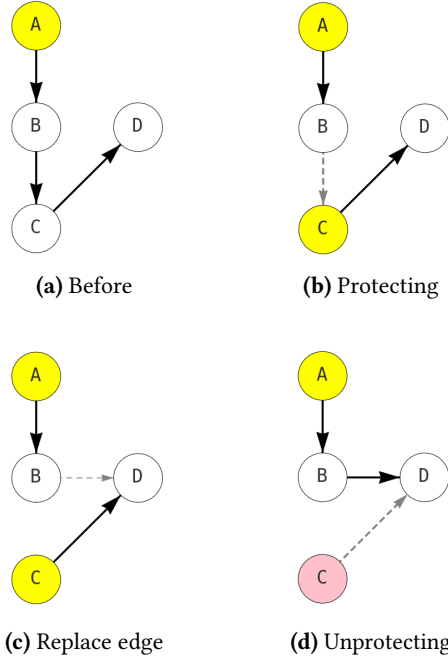 A
B
D
C
(a) Before
A
B
D
C
(b) Protecting
A
B
D
C
(c) Replace edge
A
B
D
C
(d) Unprotecting